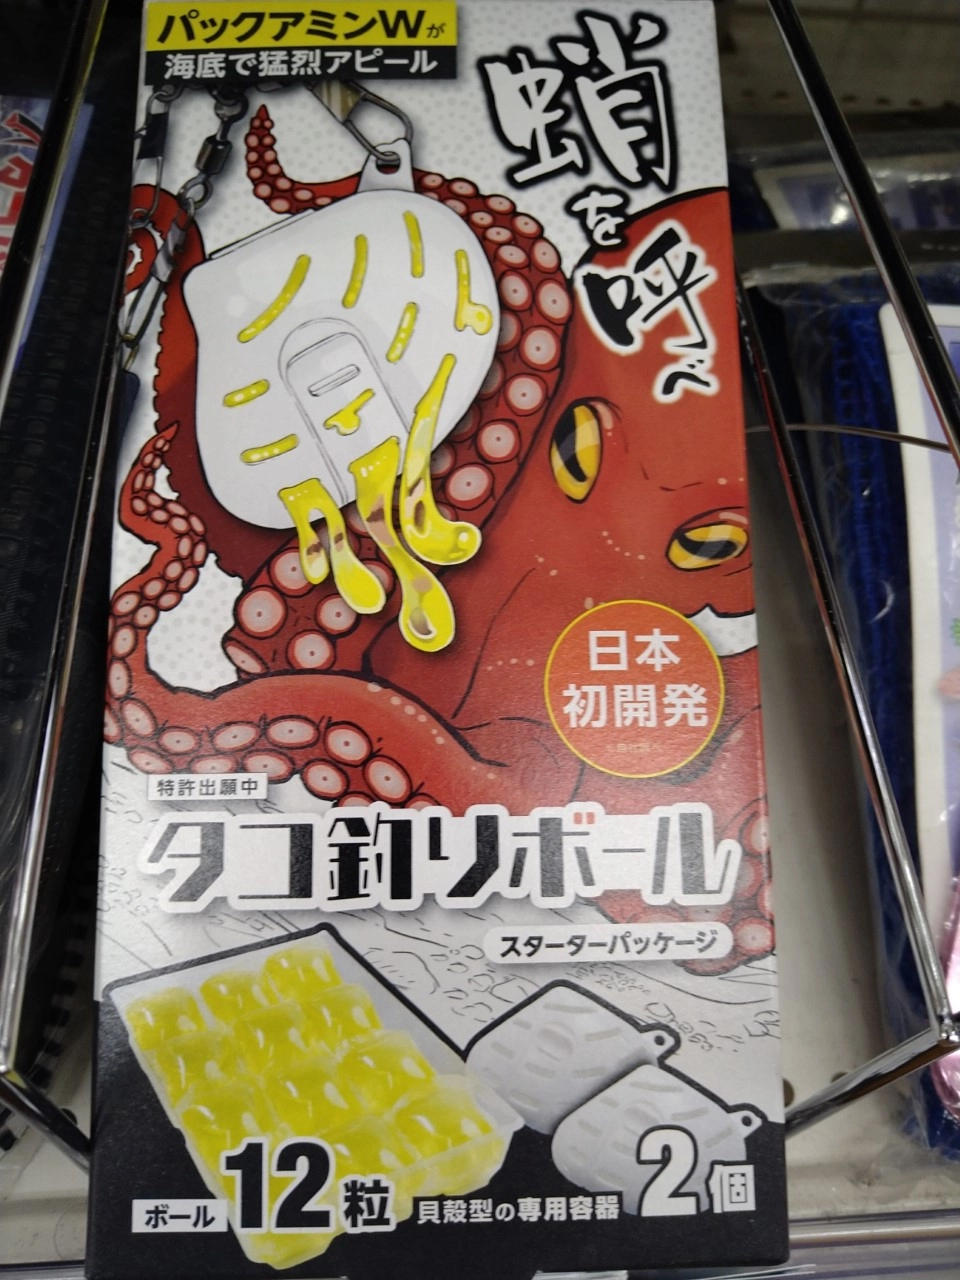 パックアミンWが
海底で猛烈アピール
蛸を呼べ
日本
初開発
特許出願中
タコ釣りボール
スターターパッケージ
ボール12粒
貝殻型の専用容器2個